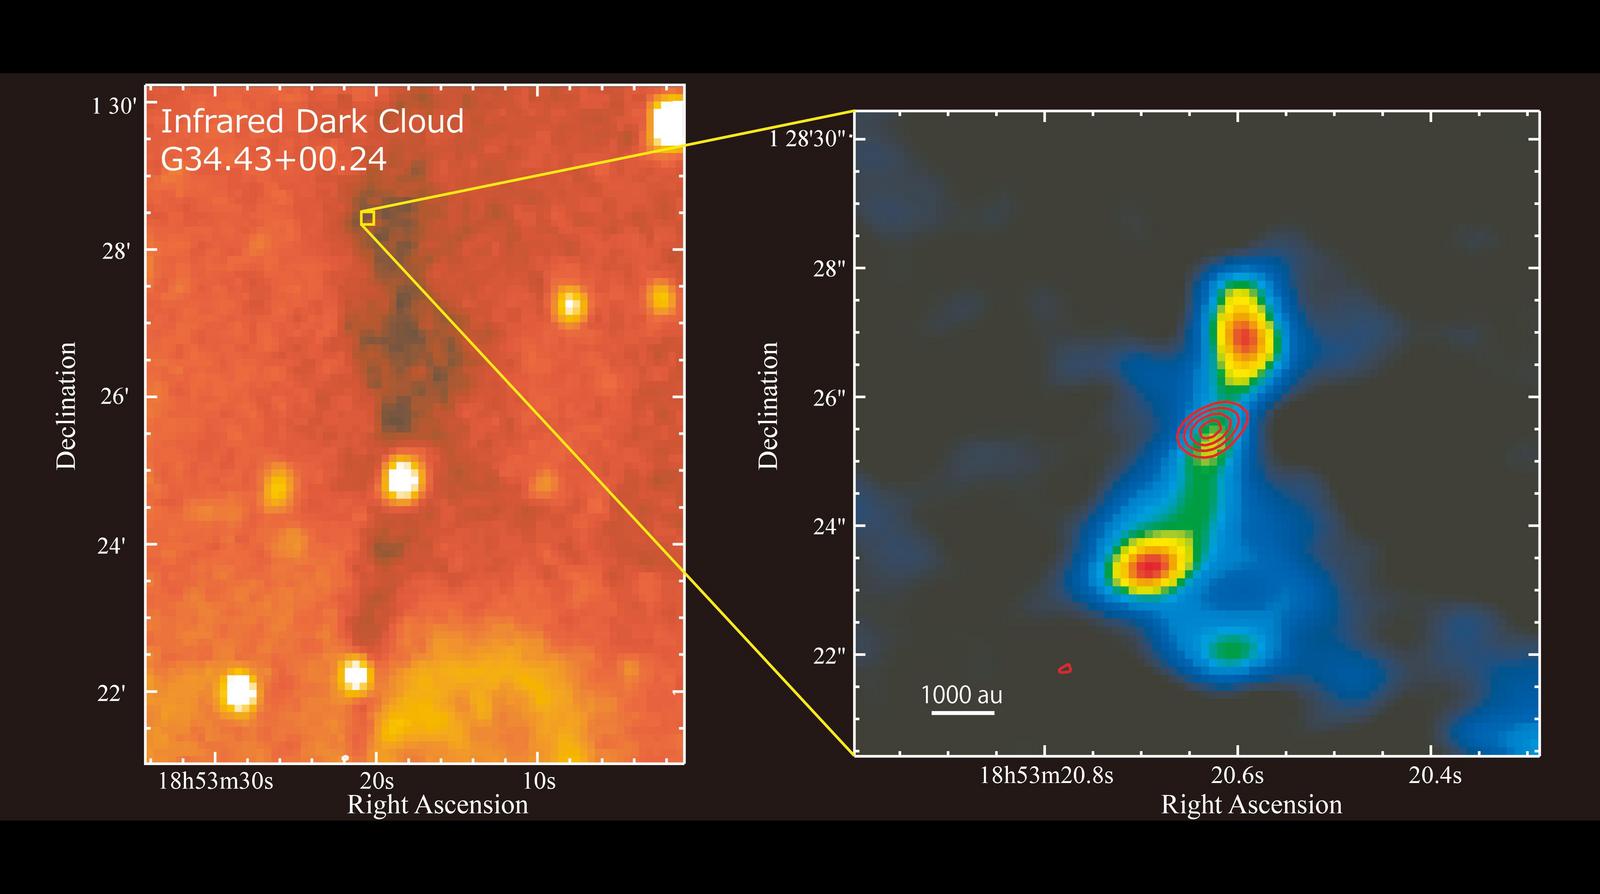 Infrared Dark Cloud
G34.43+00.24
1 30'
28'
26'
24'
22'
Declination
18h53m30s
20s
10s
Right Ascension
1 28'30"
28"
26"
24"
22"
Declination
1000 au
18h53m20.8s
20.6s
20.4s
Right Ascension